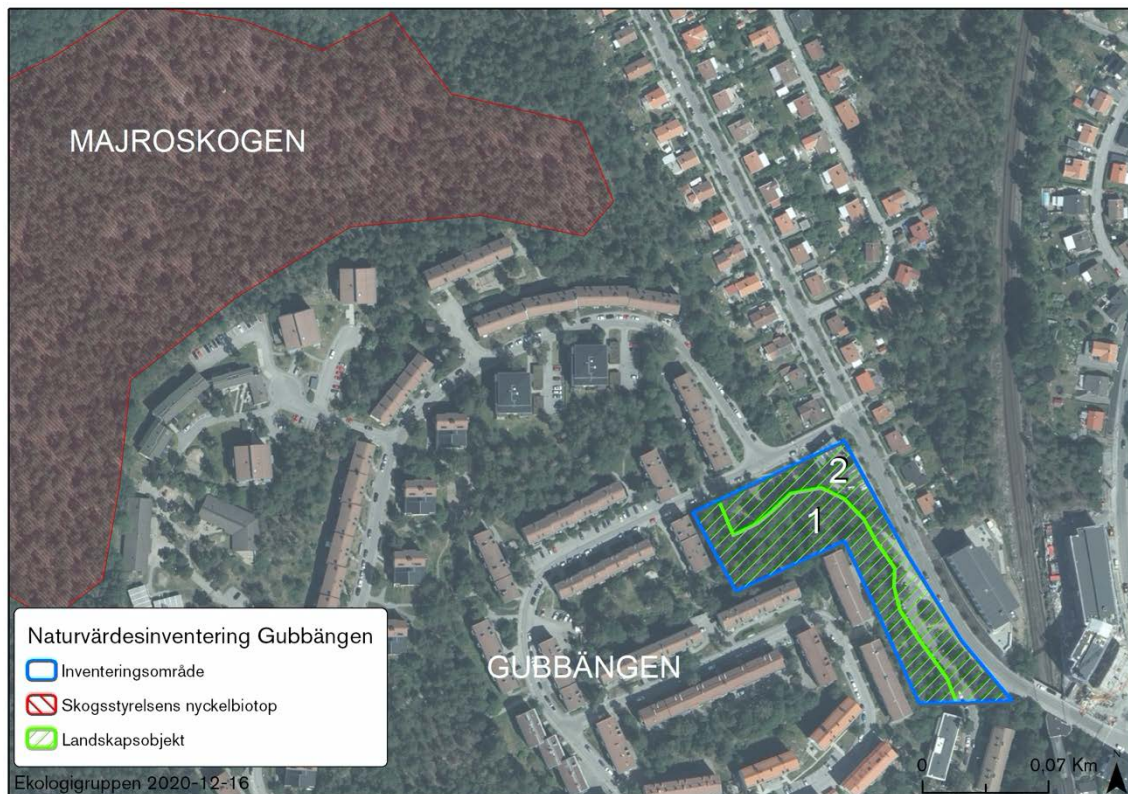 MAJROSKOGEN
2
1
GUBBÄNGEN
Naturvärdesinventering Gubbängen
Inventeringsområde
Skogsstyrelsens nyckelbiotop
Landskapsobjekt
Ekologigruppen 2020-12-16
0 0,07 Km
N